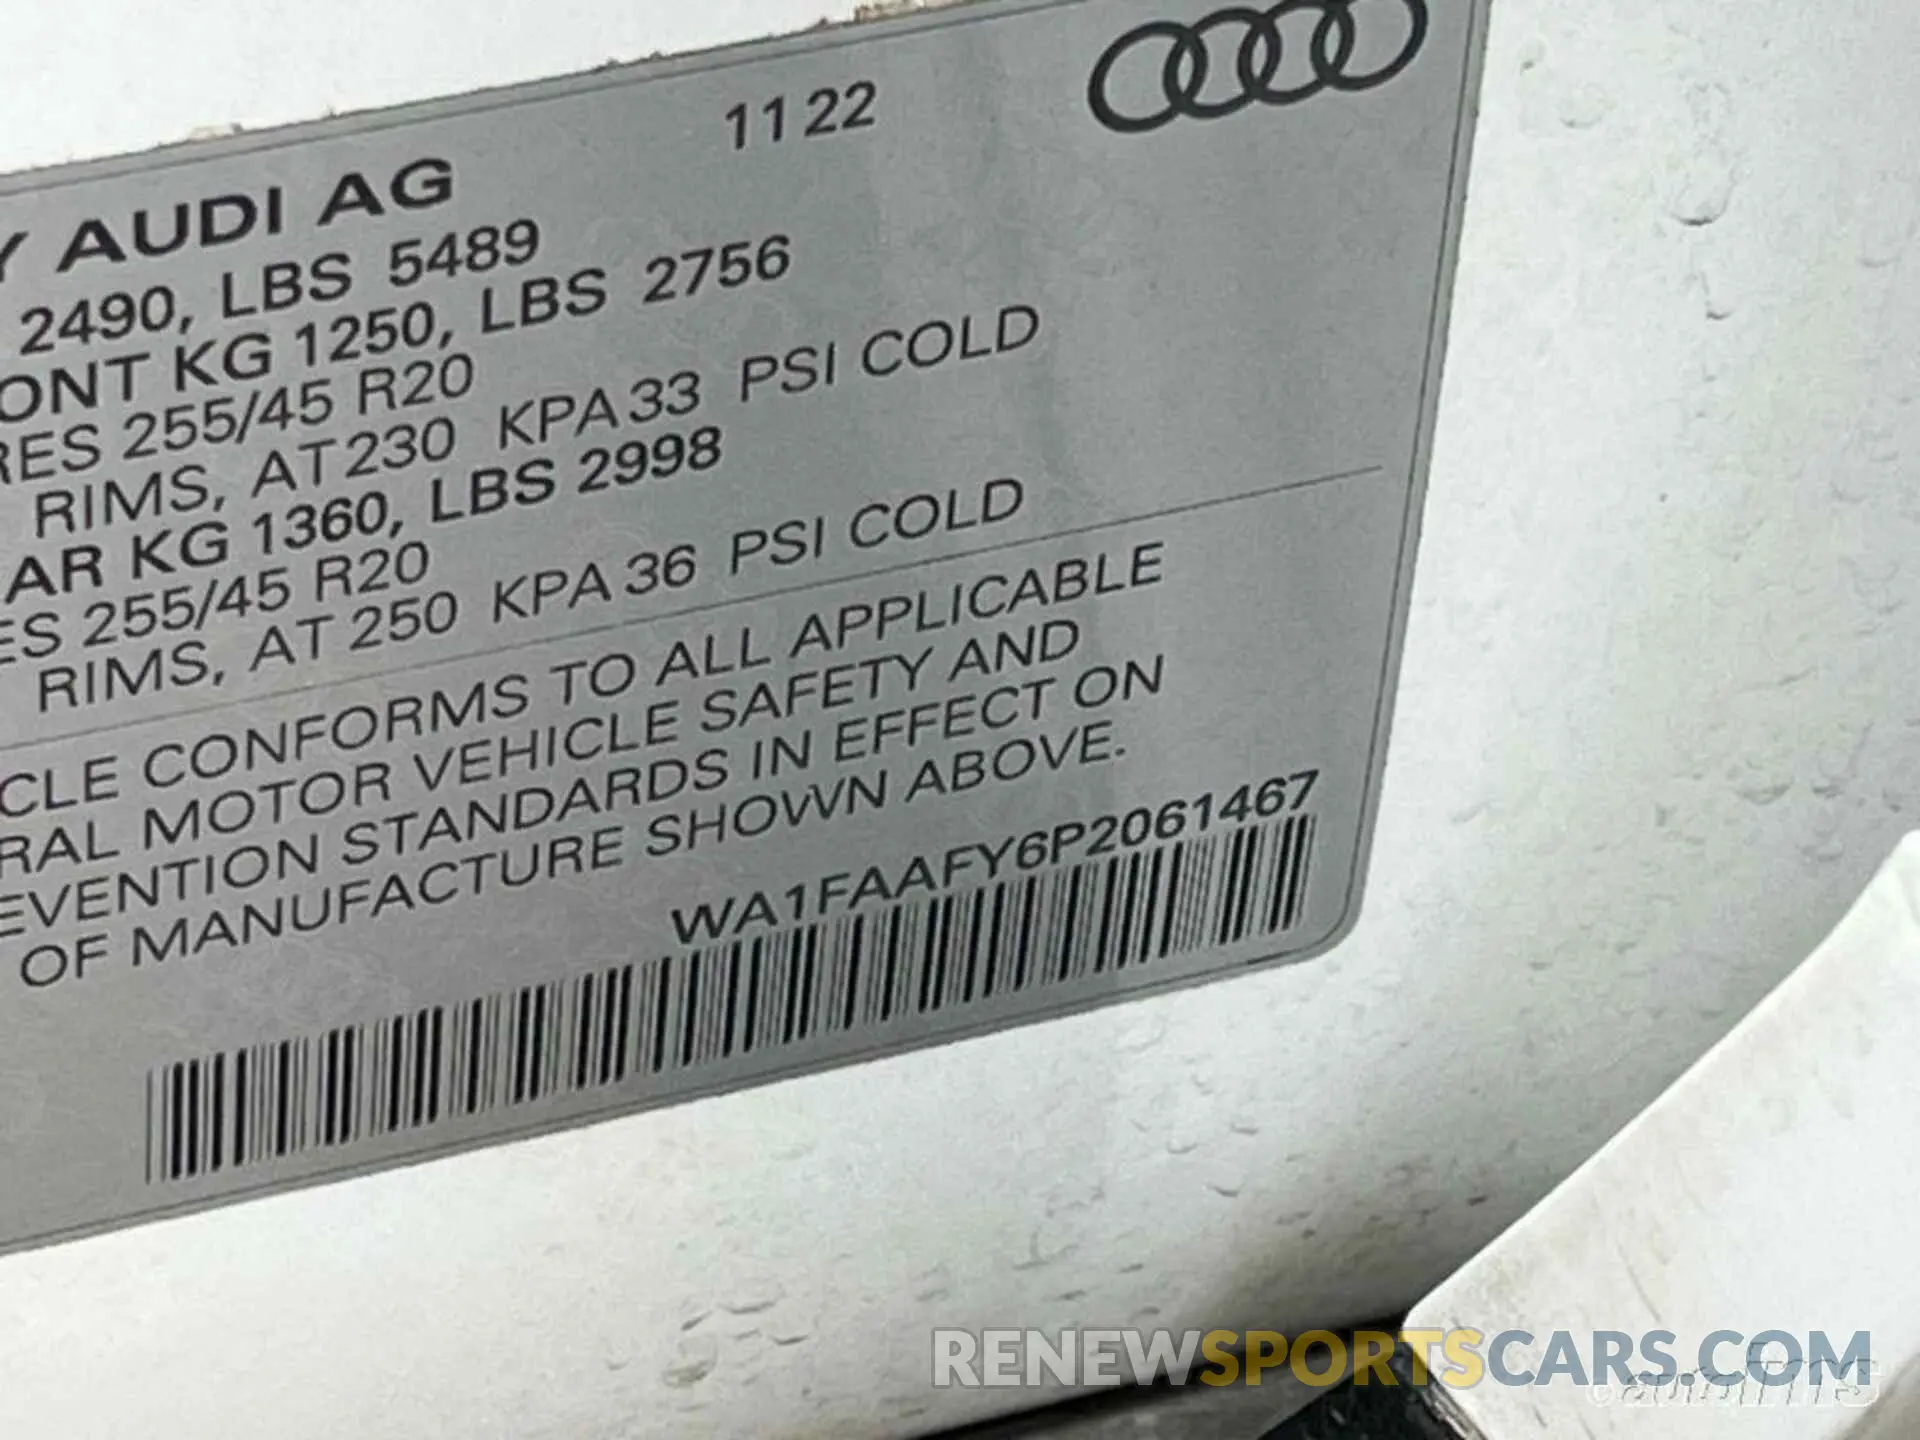 11 22
Y AUDI AG
2490, LBS 5489
ONT KG 1250, LBS 2756
RES 255/45 R20
RIMS, AT 230 KPA 33 PSI COLD
AR KG 1360, LBS 2998
ES 255/45 R20
RIMS, AT 250 KPA 36 PSI COLD
CLE CONFORMS TO ALL APPLICABLE
RAL MOTOR VEHICLE SAFETY AND
EVENTION STANDARDS IN EFFECT ON
OF MANUFACTURE SHOWN ABOVE.
WA1FAAFY6P2061467
RENEWSPORTSCARS.COM